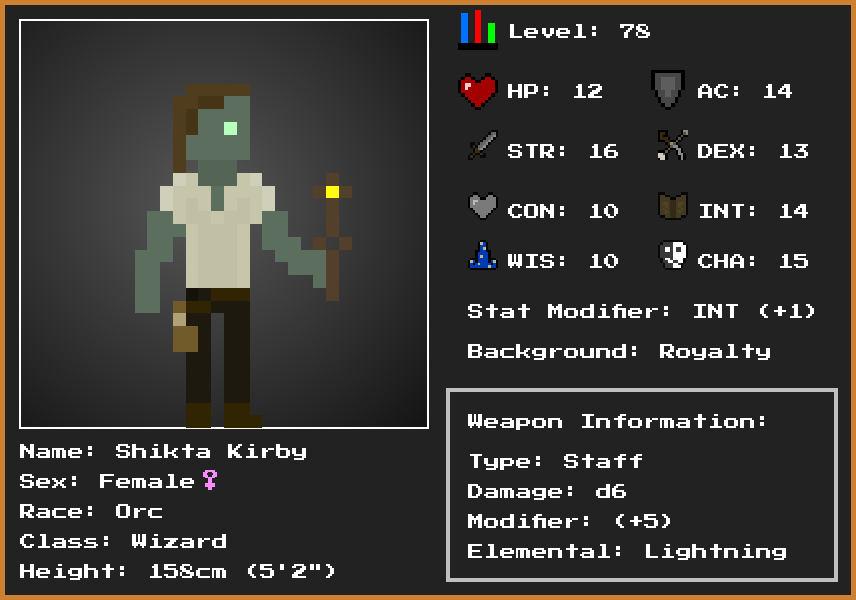 Level: 78
HP: 12 AC: 14
STR: 16 DEX: 13
CON: 10 INT: 14
WIS: 10 CHA: 15
Stat Modifier: INT (+1)
Background: Royalty
Weapon Information:
Type: Staff
Damage: d6
Modifier: (+5)
Elemental: Lightning
Name: Shikta Kirby
Sex: Female♀
Race: Orc
Class: Wizard
Height: 158cm (5'2")